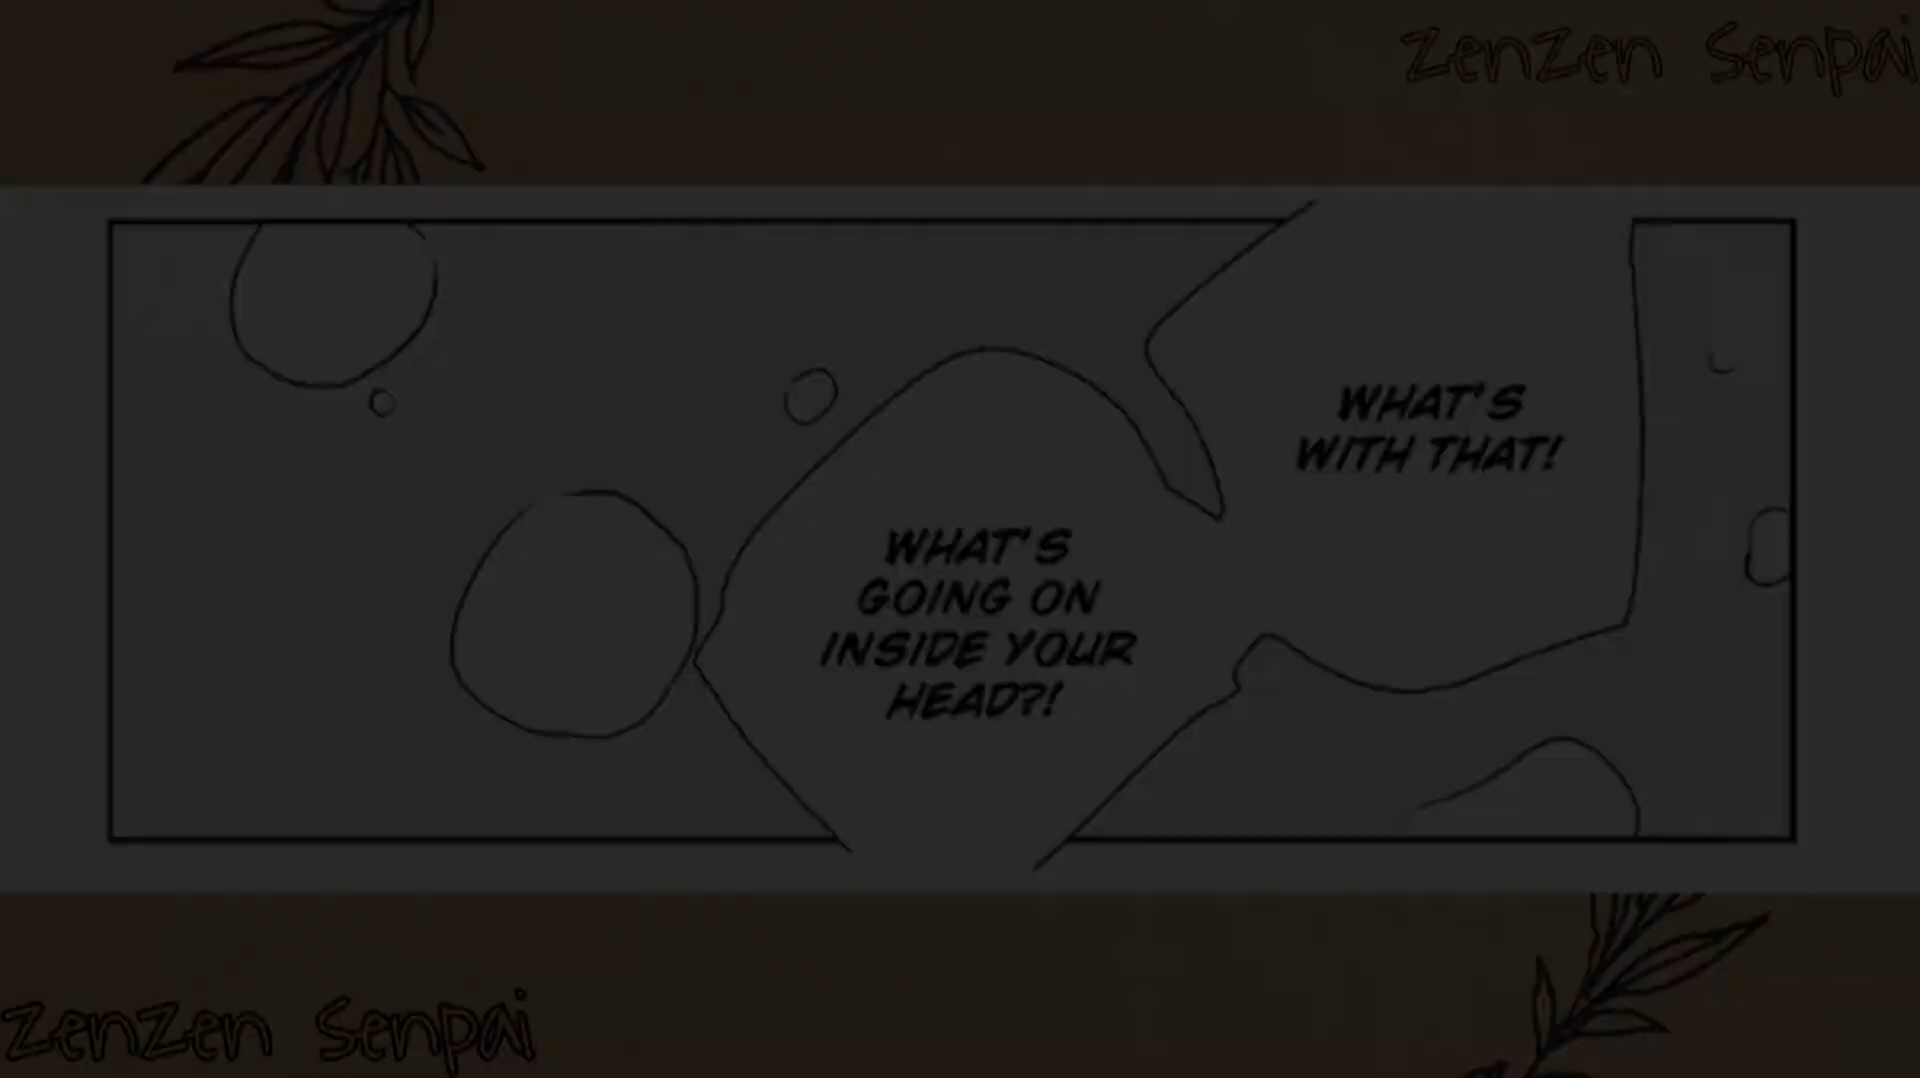 ZenZen Senpai
WHAT'S
WITH THAT!
WHAT'S
GOING ON
INSIDE YOUR
HEAD?!
ZenZen Senpai